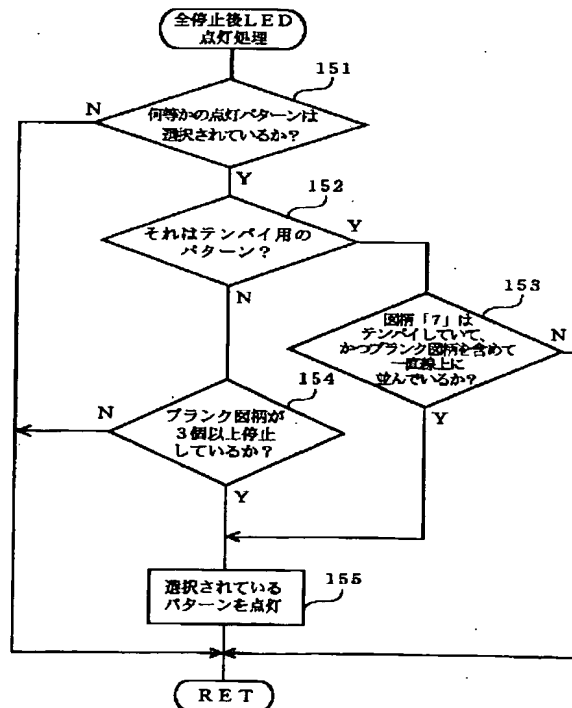 全停止後LED
点灯処理
151
N
何等かの点灯パターンは
選択されているか？
Y
152
それはテンパイ用の
パターン？
Y
N
153
図柄「7」は
テンパイしていて、
かつブランク図柄を含めて
一直線上に
並んでいるか？
N
Y
154
N
ブランク図柄が
3個以上停止
しているか？
Y
選択されている
パターンを点灯
155
RET